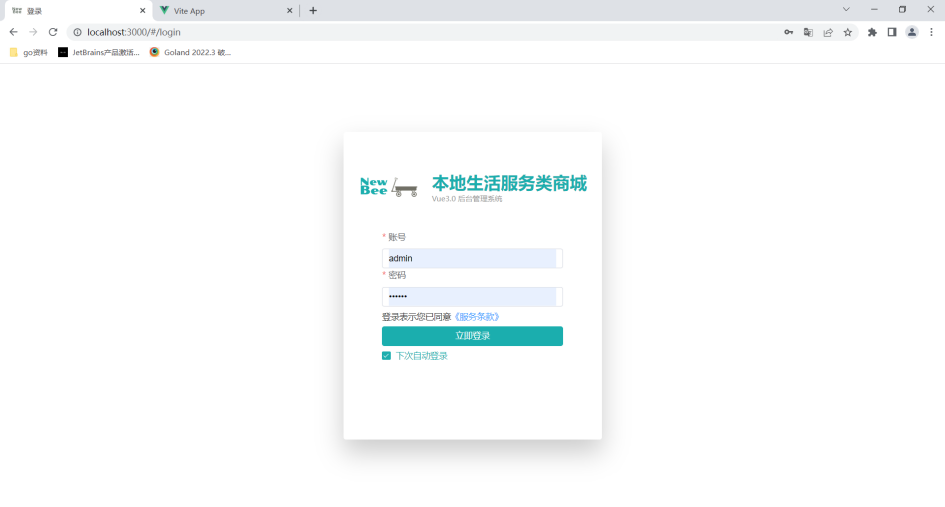 登录
Vite App
localhost:3000/#/login
go资料
JetBrains产品激活...
Goland 2022.3 破...
New Bee
本地生活服务类商城
Vue3.0 后台管理系统
* 账号
admin
* 密码
••••••
登录表示您已同意《服务条款》
立即登录
下次自动登录